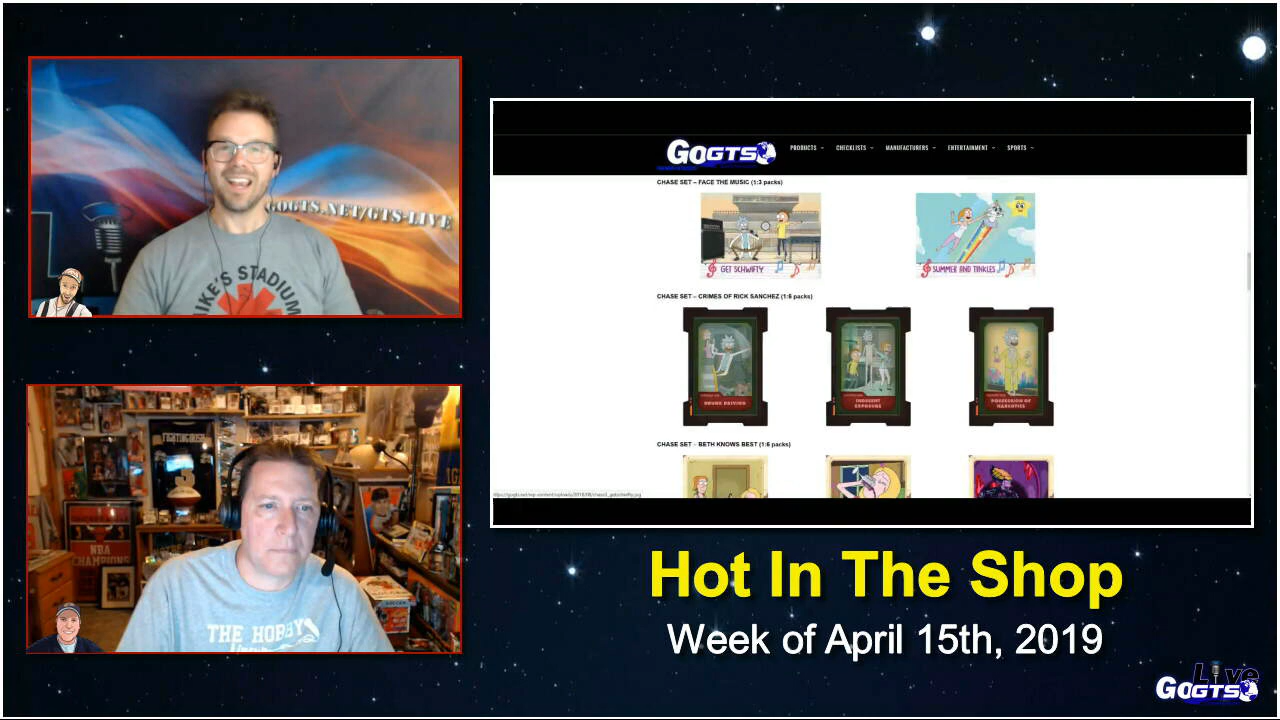 GOGTS.NET/GTS-LIVE
MIKE'S STADIUM
FIGHTING IRISH
NBA
CHAMPIONS
SOCCER
THE HOBBY
GOGTS
PRODUCTS CHECKLISTS MANUFACTURERS ENTERTAINMENT SPORTS
CHASE SET – FACE THE MUSIC (1:3 packs)
GET SCHWIFTY
SUMMER AND TINKLES
CHASE SET – CRIMES OF RICK SANCHEZ (1:6 packs)
DRUNK DRIVING
INDECENT
EXPOSURE
POSSESSION OF
NARCOTICS
CHASE SET – BETH KNOWS BEST (1:6 packs)
Hot In The Shop
Week of April 15th, 2019
Live
GOGTS